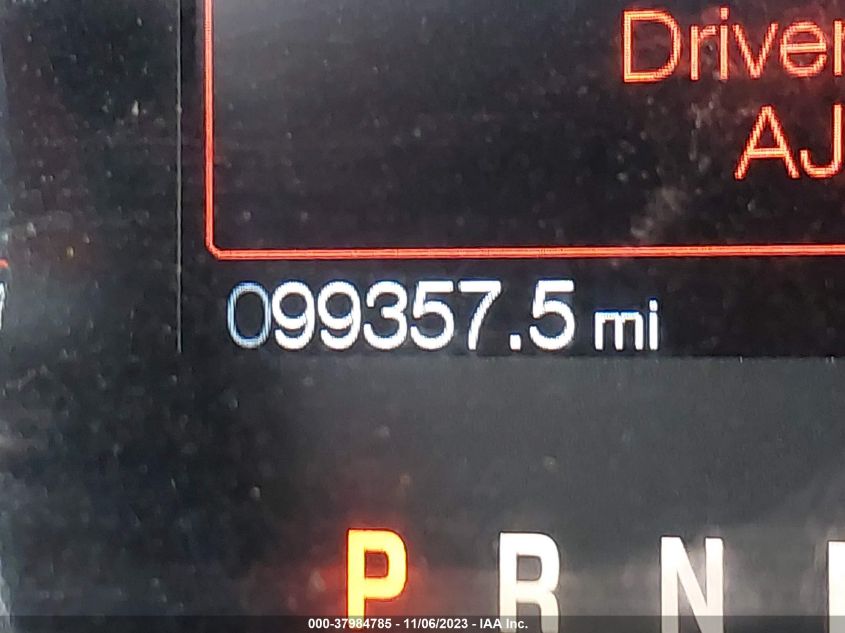 Driver
AJ
099357.5 mi
P R N
000-37984785 - 11/06/2023 - IAA Inc.